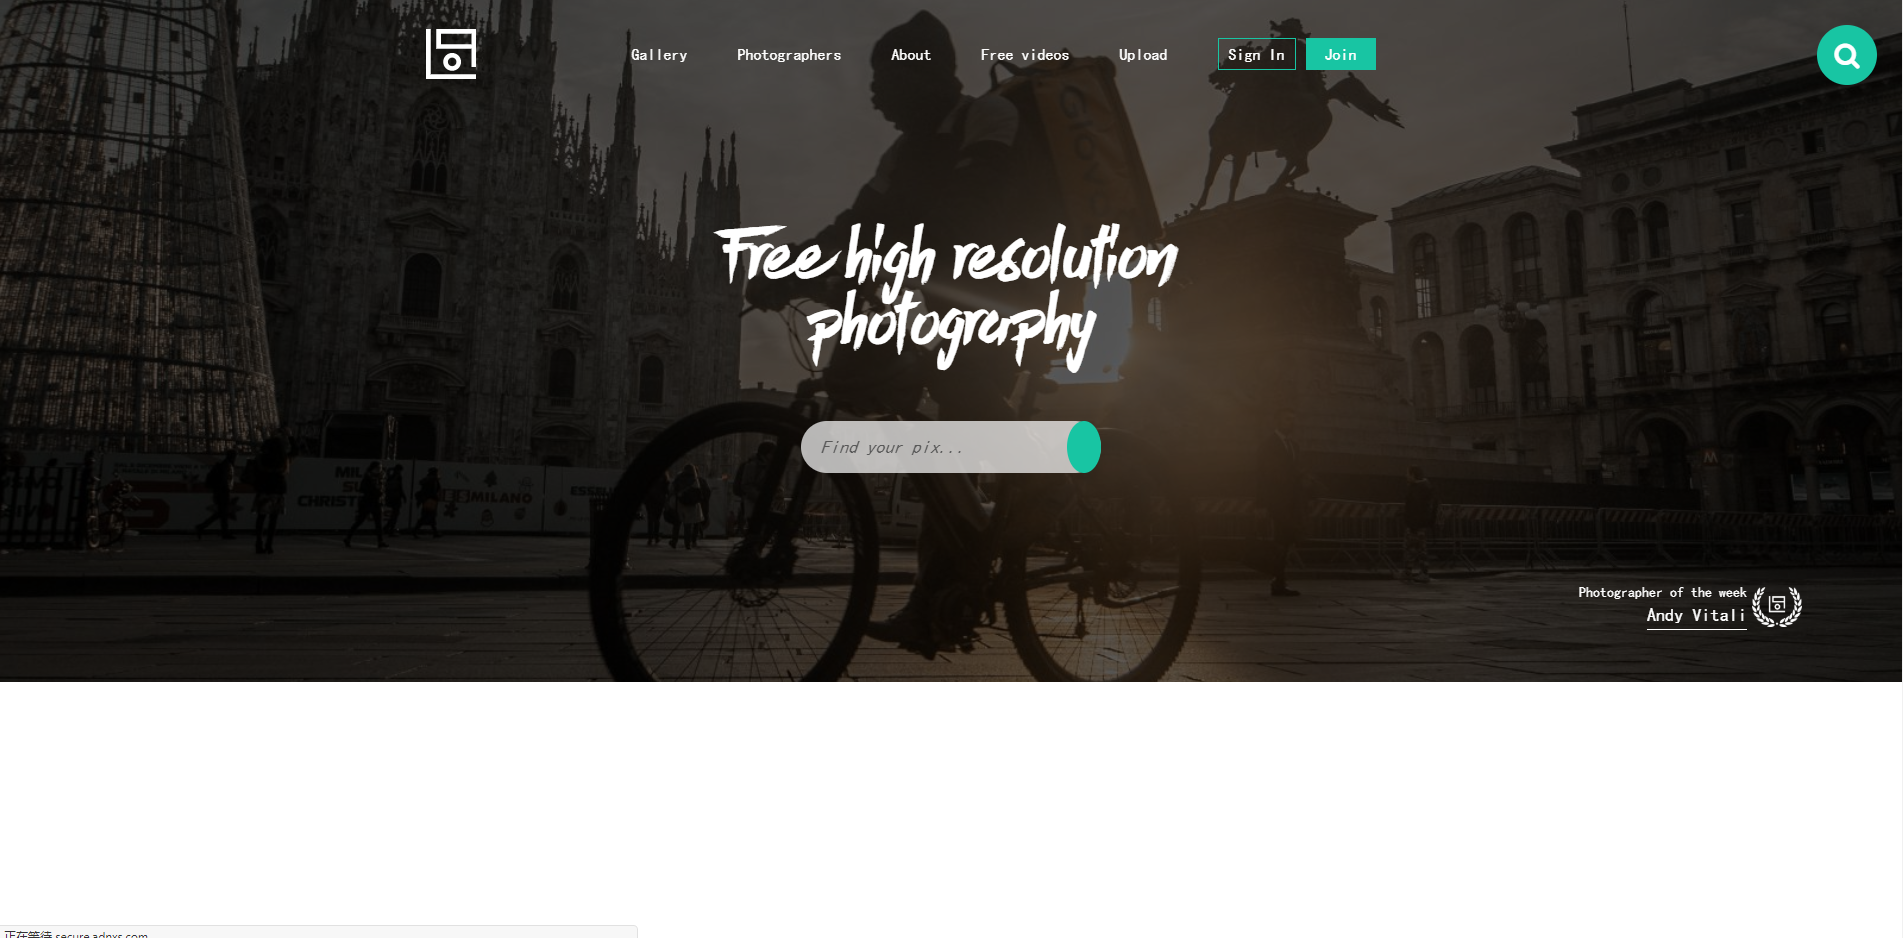 Gallery Photographers About Free videos Upload Sign In Join
Free high resolution
photography
Find your pix...
MILANO
Photographer of the week
Andy Vitali
正在等待 secure.adnxs.com